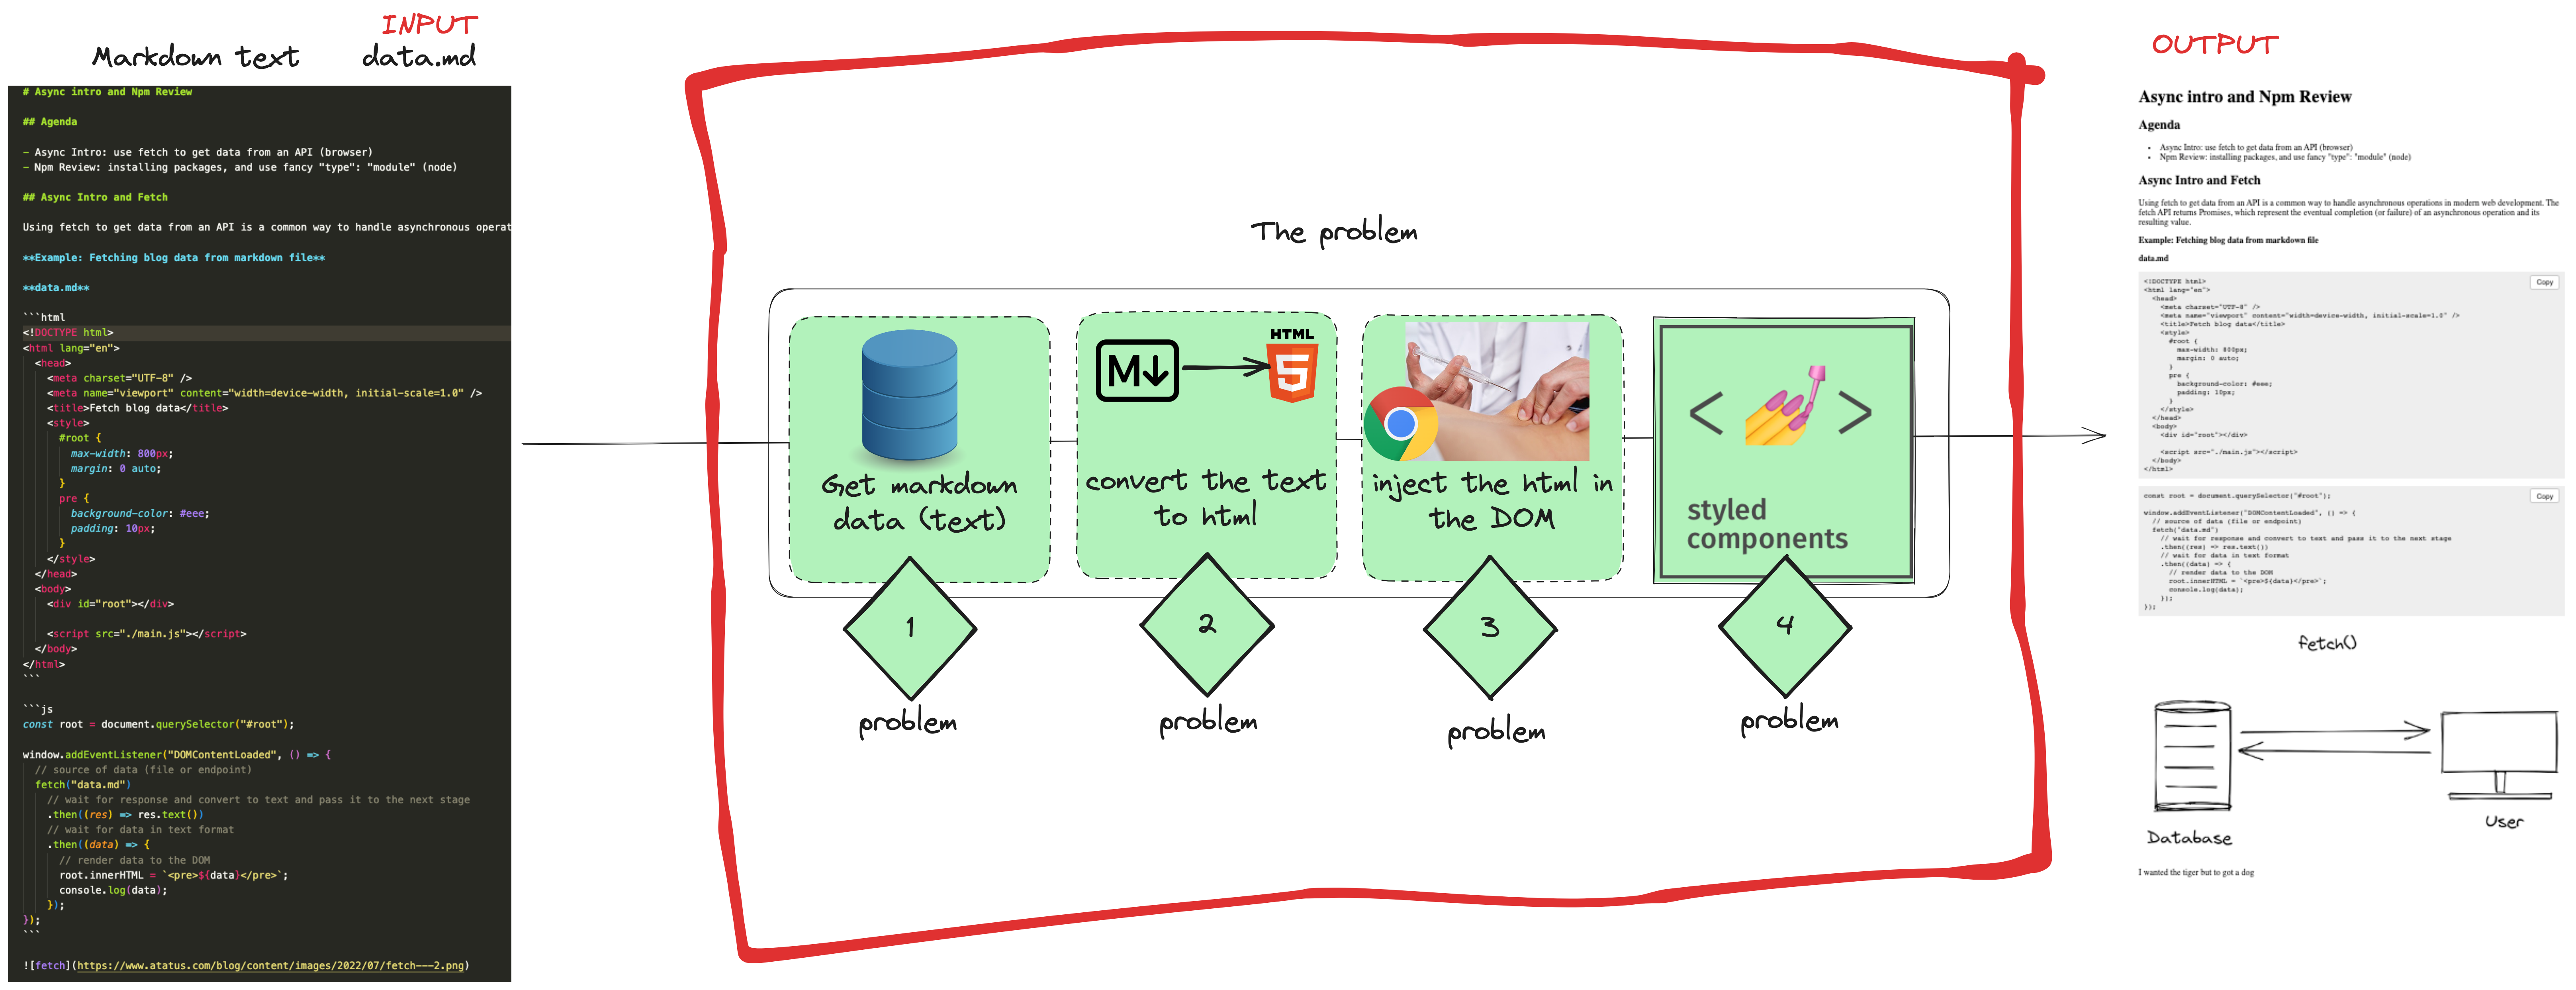 INPUT
Markdown text data.md
# Async intro and Npm Review
## Agenda
- Async Intro: use fetch to get data from an API (browser)
- Npm Review: installing packages, and use fancy "type": "module" (node)
## Async Intro and Fetch
Using fetch to get data from an API is a common way to handle asynchronous operat
**Example: Fetching blog data from markdown file**
**data.md**
```html
<!DOCTYPE html>
<html lang="en">
  <head>
    <meta charset="UTF-8" />
    <meta name="viewport" content="width=device-width, initial-scale=1.0" />
    <title>Fetch blog data</title>
    <style>
      #root {
        max-width: 800px;
        margin: 0 auto;
      }
      pre {
        background-color: #eee;
        padding: 10px;
      }
    </style>
  </head>
  <body>
    <div id="root"></div>
    <script src="./main.js"></script>
  </body>
</html>
```
```js
const root = document.querySelector("#root");
window.addEventListener("DOMContentLoaded", () => {
  // source of data (file or endpoint)
  fetch("data.md")
    // wait for response and convert to text and pass it to the next stage
    .then((res) => res.text())
    // wait for data in text format
    .then((data) => {
      // render data to the DOM
      root.innerHTML = `<pre>${data}</pre>`;
      console.log(data);
    });
});
```
![fetch](https://www.atatus.com/blog/content/images/2022/07/fetch---2.png)
The problem
Get markdown
data (text)
1
problem
M
HTML
5
convert the text
to html
2
problem
inject the html in
the DOM
3
problem
< >
styled
components
4
problem
OUTPUT
Async intro and Npm Review
Agenda
• Async Intro: use fetch to get data from an API (browser)
• Npm Review: installing packages, and use fancy "type": "module" (node)
Async Intro and Fetch
Using fetch to get data from an API is a common way to handle asynchronous operations in modern web development. The
fetch API returns Promises, which represent the eventual completion (or failure) of an asynchronous operation and its
resulting value.
Example: Fetching blog data from markdown file
data.md
Copy
<!DOCTYPE html>
<html lang="en">
  <head>
    <meta charset="UTF-8" />
    <meta name="viewport" content="width=device-width, initial-scale=1.0" />
    <title>Fetch blog data</title>
    <style>
      #root {
        max-width: 800px;
        margin: 0 auto;
      }
      pre {
        background-color: #eee;
        padding: 10px;
      }
    </style>
  </head>
  <body>
    <div id="root"></div>
    <script src="./main.js"></script>
  </body>
</html>
Copy
const root = document.querySelector("#root");
window.addEventListener("DOMContentLoaded", () => {
  // source of data (file or endpoint)
  fetch("data.md")
    // wait for response and convert to text and pass it to the next stage
    .then((res) => res.text())
    // wait for data in text format
    .then((data) => {
      // render data to the DOM
      root.innerHTML = `<pre>${data}</pre>`;
      console.log(data);
    });
});
fetch()
Database
User
I wanted the tiger but to got a dog